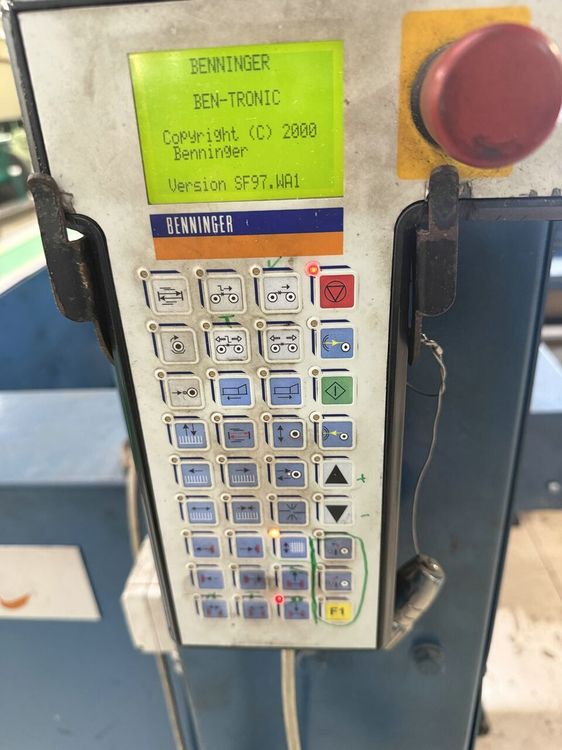 BENNINGER
BEN-TRONIC
Copyright (C) 2000
Benninger
Version SF97.WA1
BENNINGER
F1